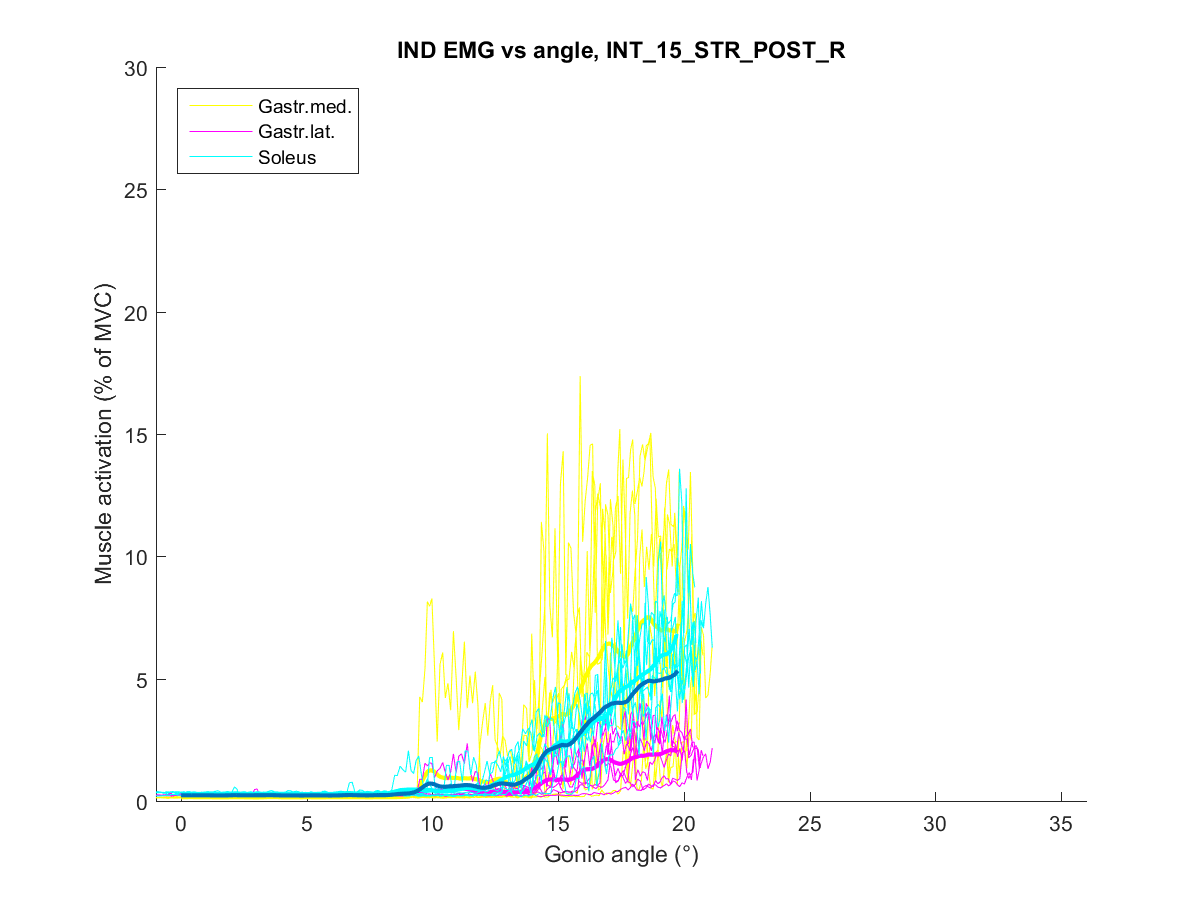 IND EMG vs angle, INT_15_STR_POST_R
30
25
20
15
10
5
0
Muscle activation (% of MVC)
Gastr.med.
Gastr.lat.
Soleus
0 5 10 15 20 25 30 35
Gonio angle (°)